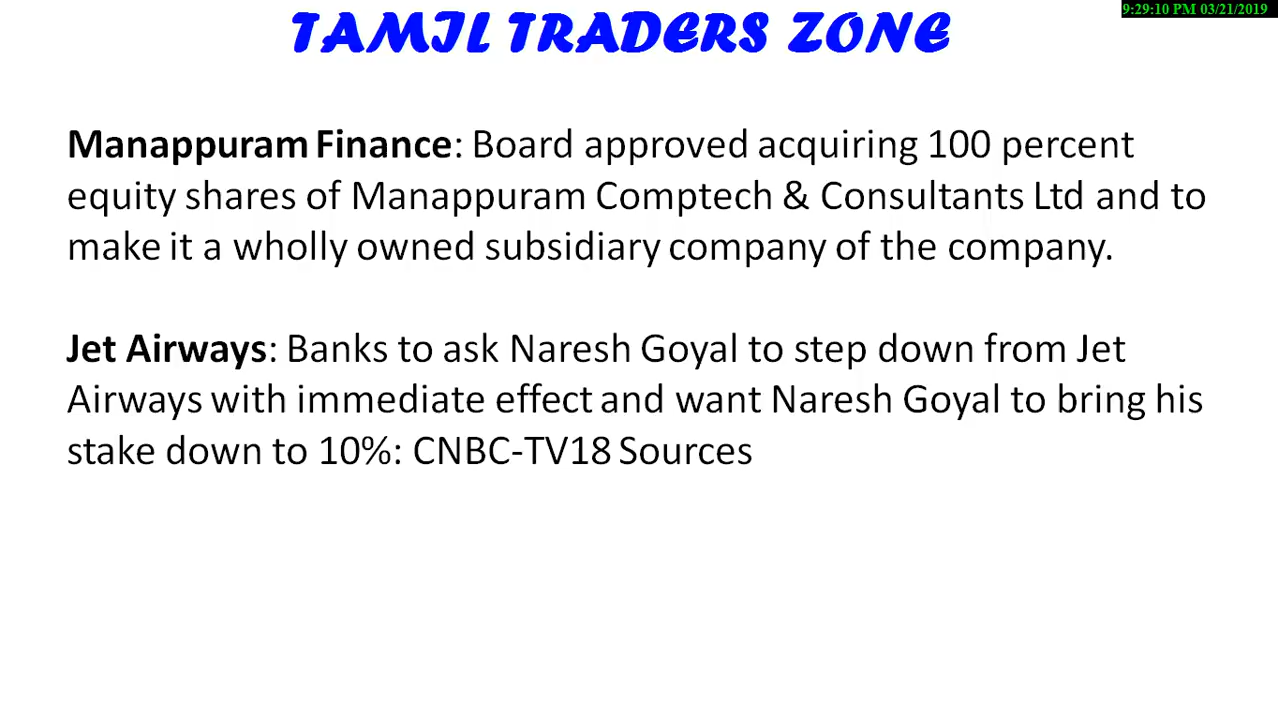 9:29:10 PM 03/21/2019
TAMIL TRADERS ZONE
Manappuram Finance: Board approved acquiring 100 percent
equity shares of Manappuram Comptech & Consultants Ltd and to
make it a wholly owned subsidiary company of the company.
Jet Airways: Banks to ask Naresh Goyal to step down from Jet
Airways with immediate effect and want Naresh Goyal to bring his
stake down to 10%: CNBC-TV18 Sources